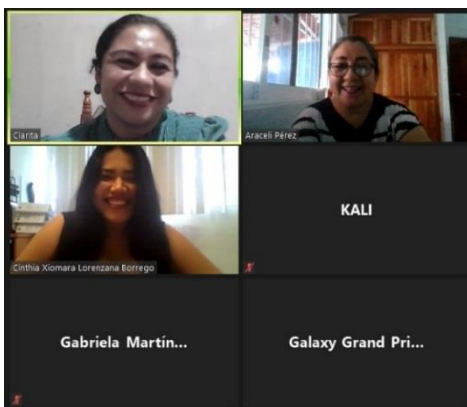 Clarita
Araceli Pérez
Cinthia Xiomara Lorenzana Borrego
KALI
Gabriela Martín...
Galaxy Grand Pri...